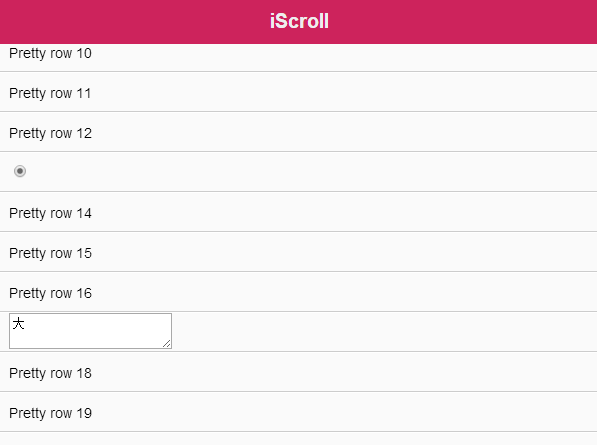 iScroll
Pretty row 10
Pretty row 11
Pretty row 12
Pretty row 14
Pretty row 15
Pretty row 16
大
Pretty row 18
Pretty row 19